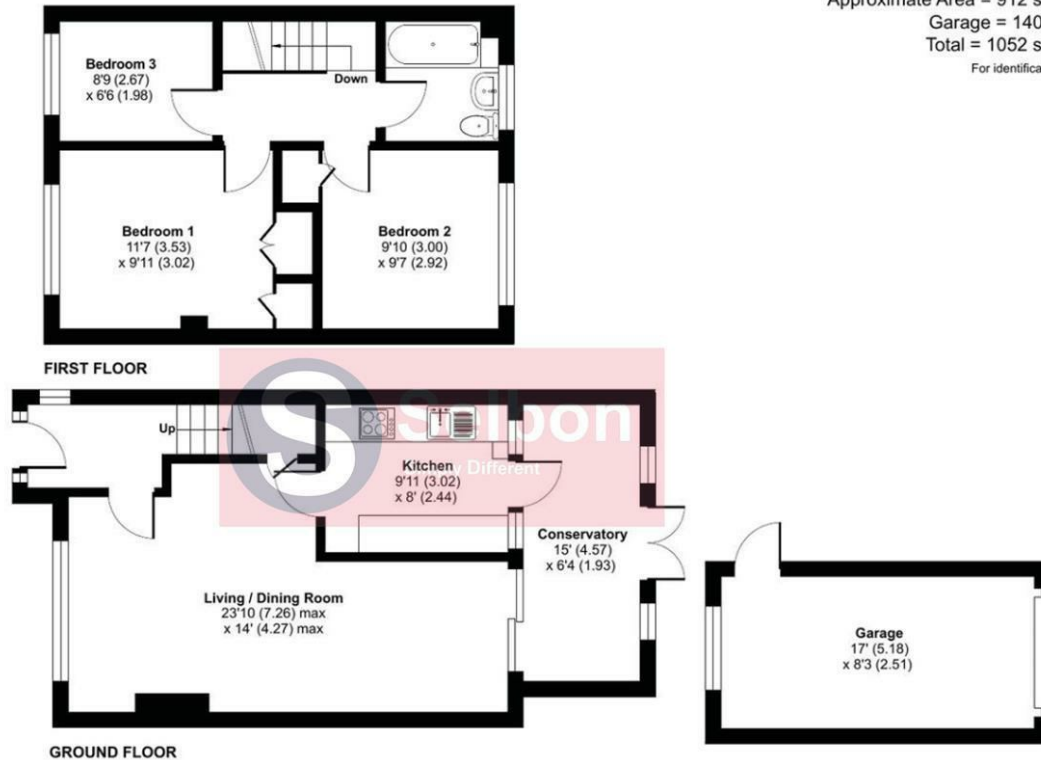 Approximate Area = 912 s
Garage = 140
Total = 1052 s
For identifica
Bedroom 3
8'9 (2.67)
x 6'6 (1.98)
Down
Bedroom 1
11'7 (3.53)
x 9'11 (3.02)
Bedroom 2
9'10 (3.00)
x 9'7 (2.92)
FIRST FLOOR
Selbon
Different
Up
Kitchen
9'11 (3.02)
x 8' (2.44)
Conservatory
15' (4.57)
x 6'4 (1.93)
Living / Dining Room
23'10 (7.26) max
x 14' (4.27) max
Garage
17' (5.18)
x 8'3 (2.51)
GROUND FLOOR